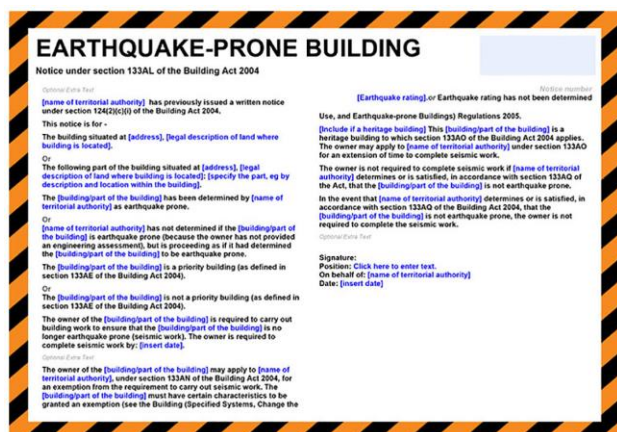 EARTHQUAKE-PRONE BUILDING
Notice under section 133AL of the Building Act 2004
Optional Extra Text
[name of territorial authority] has previously issued a written notice
under section 124(2)(c)(i) of the Building Act 2004.
This notice is for -
The building situated at [address], [legal description of land where
building is located].
Or
The following part of the building situated at [address], [legal
description of land where building is located]: [specify the part, eg by
description and location within the building].
The [building/part of the building] has been determined by [name of
territorial authority] as earthquake prone.
Or
[name of territorial authority] has not determined if the [building/part of
the building] is earthquake prone (because the owner has not provided
an engineering assessment), but is proceeding as if it had determined
the [building/part of the building] to be earthquake prone.
The [building/part of the building] is a priority building (as defined in
section 133AE of the Building Act 2004).
Or
The [building/part of the building] is not a priority building (as defined in
section 133AE of the Building Act 2004).
The owner of the [building/part of the building] is required to carry out
building work to ensure that the [building/part of the building] is no
longer earthquake prone (seismic work). The owner is required to
complete seismic work by: [insert date].
Optional Extra Text
The owner of the [building/part of the building] may apply to [name of
territorial authority], under section 133AN of the Building Act 2004, for
an exemption from the requirement to carry out seismic work. The
[building/part of the building] must have certain characteristics to be
granted an exemption (see the Building (Specified Systems, Change the
Notice number
[Earthquake rating].or Earthquake rating has not been determined
Use, and Earthquake-prone Buildings) Regulations 2005.
[Include if a heritage building] This [building/part of the building] is a
heritage building to which section 133AO of the Building Act 2004 applies.
The owner may apply to [name of territorial authority] under section 133AO
for an extension of time to complete seismic work.
The owner is not required to complete seismic work if [name of territorial
authority] determines or is satisfied, in accordance with section 133AQ of
the Act, that the [building/part of the building] is not earthquake prone.
In the event that [name of territorial authority] determines or is satisfied, in
accordance with section 133AQ of the Building Act 2004, that the
[building/part of the building] is not earthquake prone, the owner is not
required to complete the seismic work.
Optional Extra Text
Signature:
Position: Click here to enter text.
On behalf of: [name of territorial authority]
Date: [insert date]